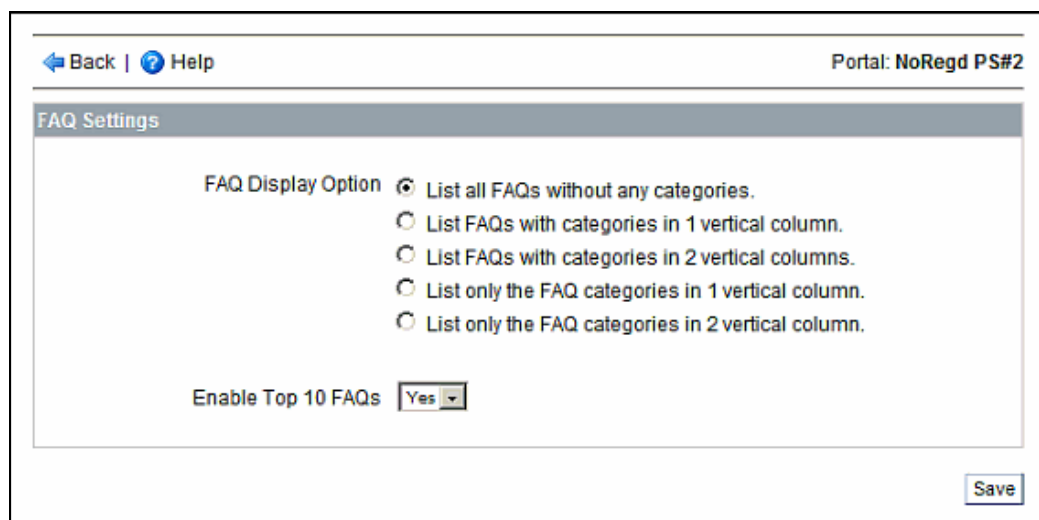 Back | Help Portal: NoRegd PS#2
FAQ Settings
FAQ Display Option List all FAQs without any categories.
List FAQs with categories in 1 vertical column.
List FAQs with categories in 2 vertical columns.
List only the FAQ categories in 1 vertical column.
List only the FAQ categories in 2 vertical column.
Enable Top 10 FAQs Yes
Save